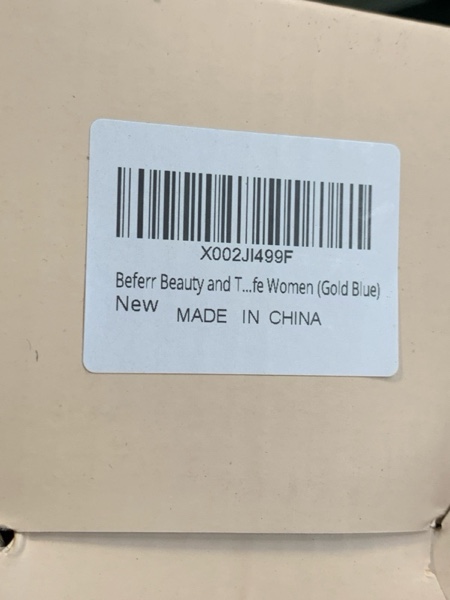 X002JI499F
Beferr Beauty and T...fe Women (Gold Blue)
New MADE IN CHINA